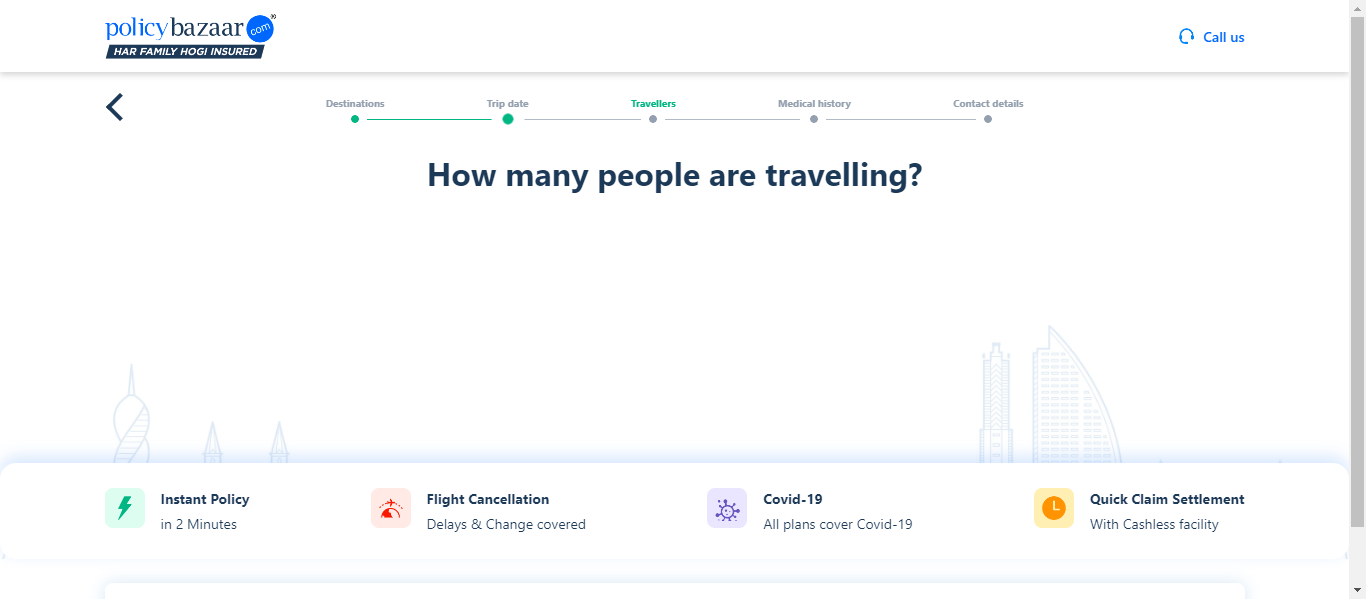 policybazaar.com®
HAR FAMILY HOGI INSURED
Call us
Destinations
Trip date
Travellers
Medical history
Contact details
How many people are travelling?
Instant Policy
in 2 Minutes
Flight Cancellation
Delays & Change covered
Covid-19
All plans cover Covid-19
Quick Claim Settlement
With Cashless facility